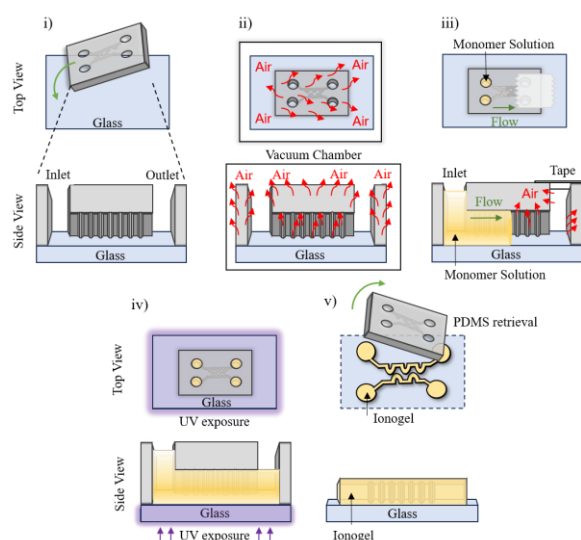 i)
Top View
Glass
Side View
Inlet
Outlet
Glass
ii)
Air
Air
Air
Air
Vacuum Chamber
Air
Air
Air
Air
Glass
iii)
Monomer Solution
Flow
Inlet
Tape
Flow
Air
Glass
Monomer Solution
iv)
Top View
Glass
UV exposure
Side View
Glass
UV exposure
v)
PDMS retrieval
Ionogel
Glass
Ionogel